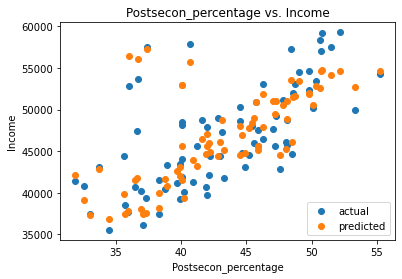 Postsecon_percentage vs. Income
60000
55000
50000
45000
40000
35000
Income
35
40
45
50
55
Postsecon_percentage
actual
predicted